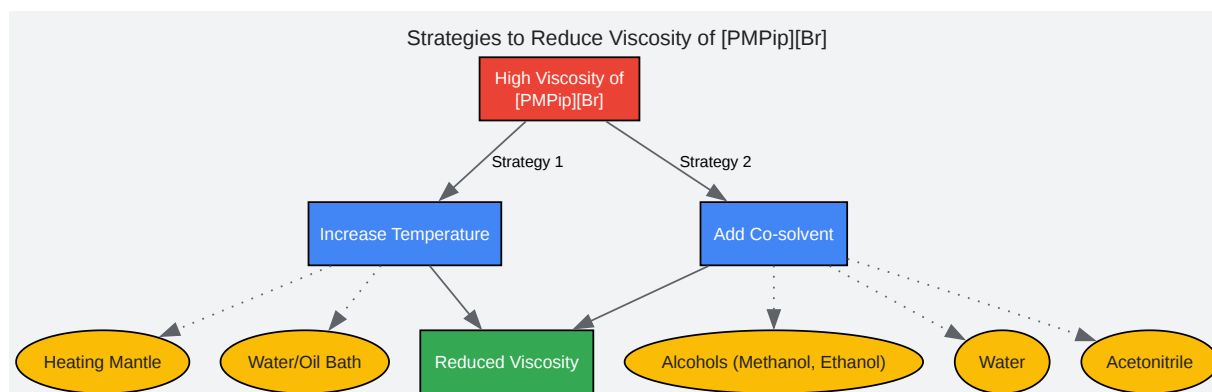 Strategies to Reduce Viscosity of [PMPip][Br]
High Viscosity of
[PMPip][Br]
Strategy 1
Strategy 2
Increase Temperature
Add Co-solvent
Heating Mantle
Water/Oil Bath
Reduced Viscosity
Alcohols (Methanol, Ethanol)
Water
Acetonitrile